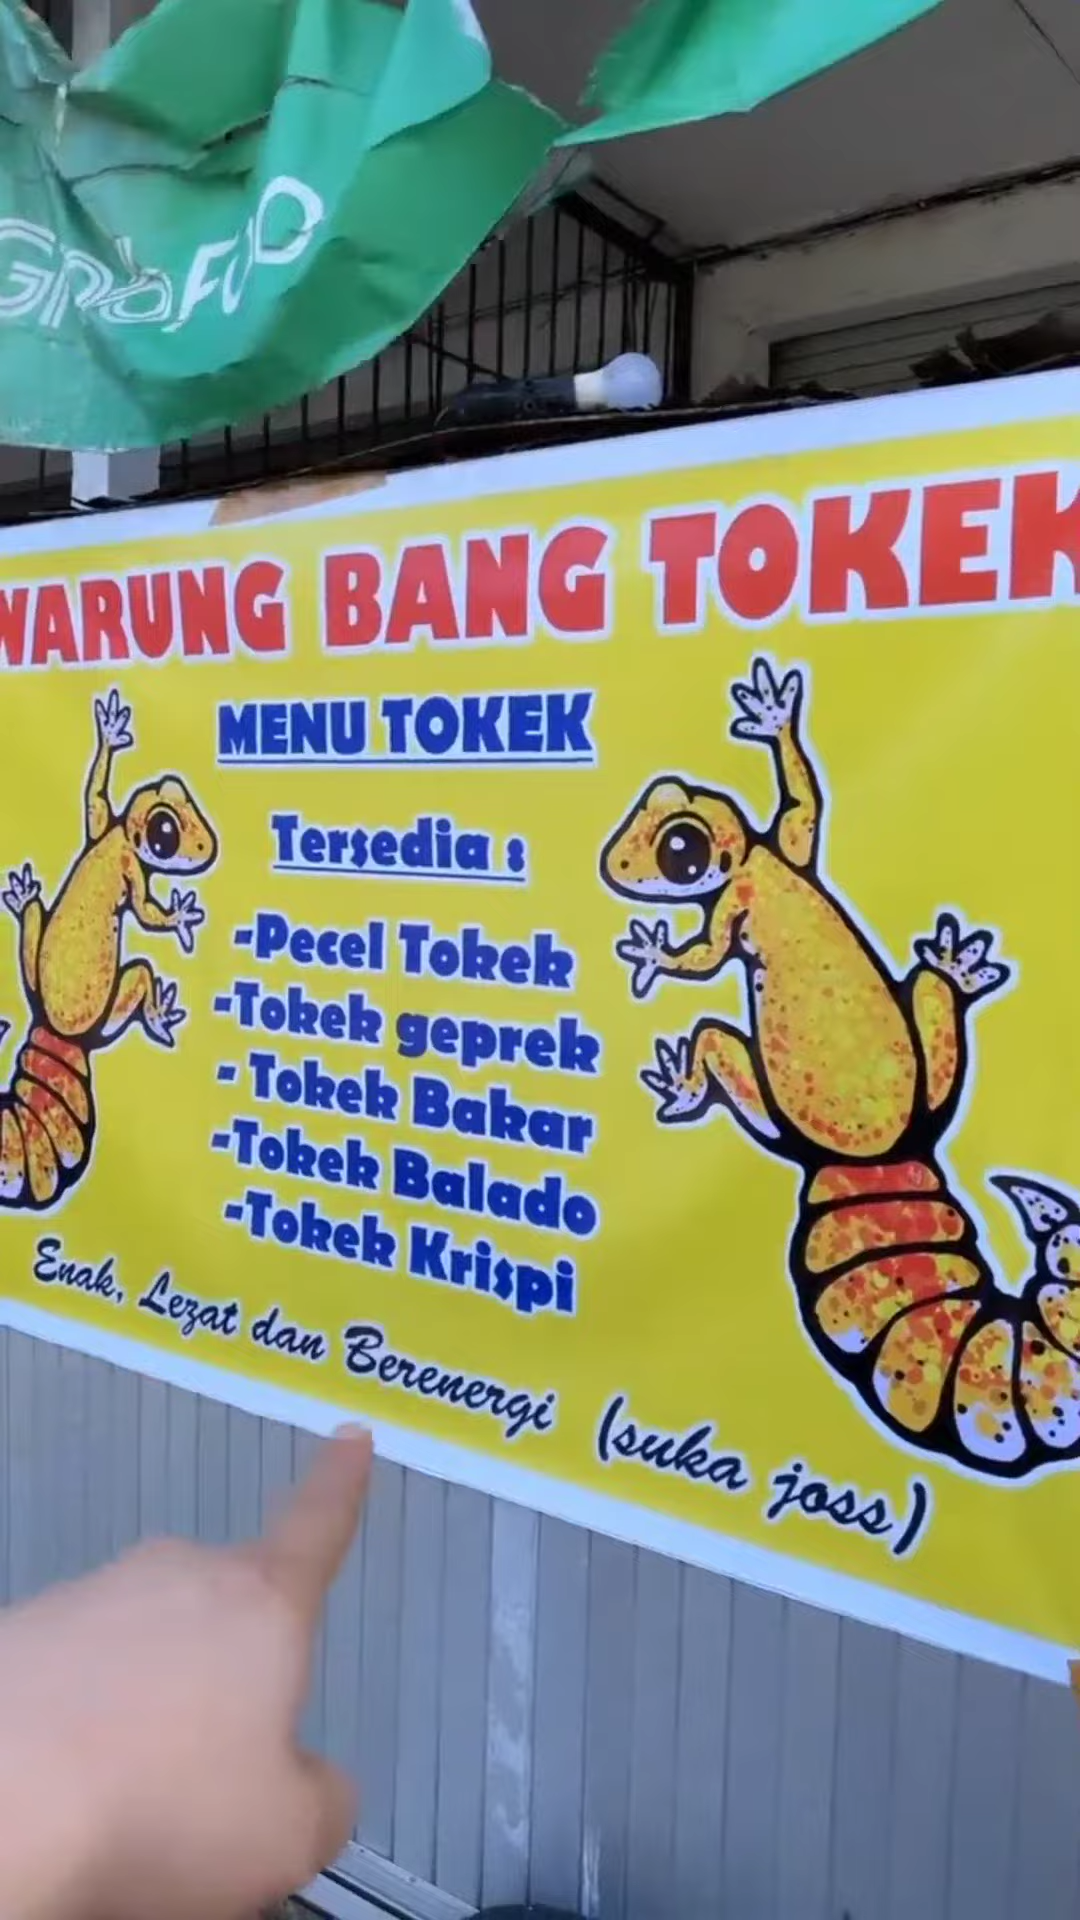 GrabFood
WARUNG BANG TOKEK
MENU TOKEK
Tersedia :
-Pecel Tokek
-Tokek geprek
- Tokek Bakar
-Tokek Balado
-Tokek Krispi
Enak, Lezat dan Berenergi (suka joss)